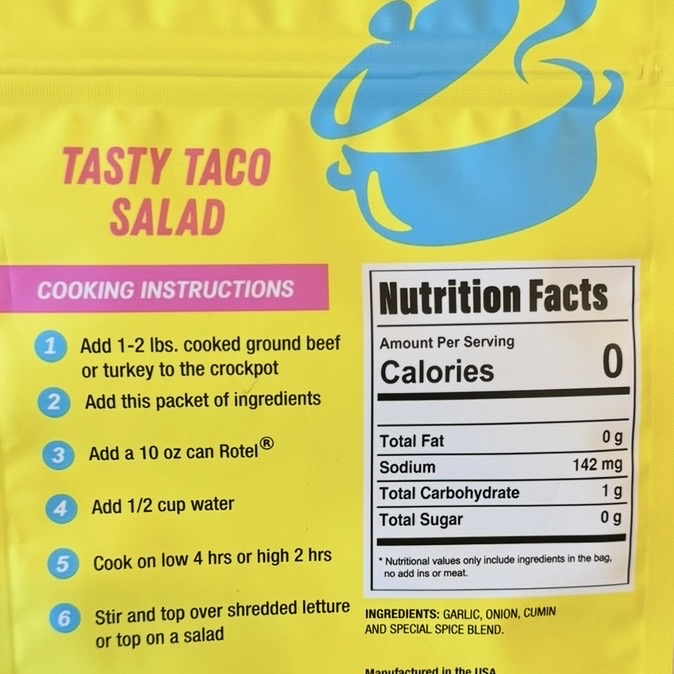 TASTY TACO
SALAD
COOKING INSTRUCTIONS
1 Add 1-2 lbs. cooked ground beef
or turkey to the crockpot
2 Add this packet of ingredients
3 Add a 10 oz can Rotel®
4 Add 1/2 cup water
5 Cook on low 4 hrs or high 2 hrs
6 Stir and top over shredded letture
or top on a salad
Nutrition Facts
Amount Per Serving
Calories 0
Total Fat 0 g
Sodium 142 mg
Total Carbohydrate 1 g
Total Sugar 0 g
* Nutritional values only include ingredients in the bag,
no add ins or meat.
INGREDIENTS: GARLIC, ONION, CUMIN
AND SPECIAL SPICE BLEND.
Manufactured in the USA